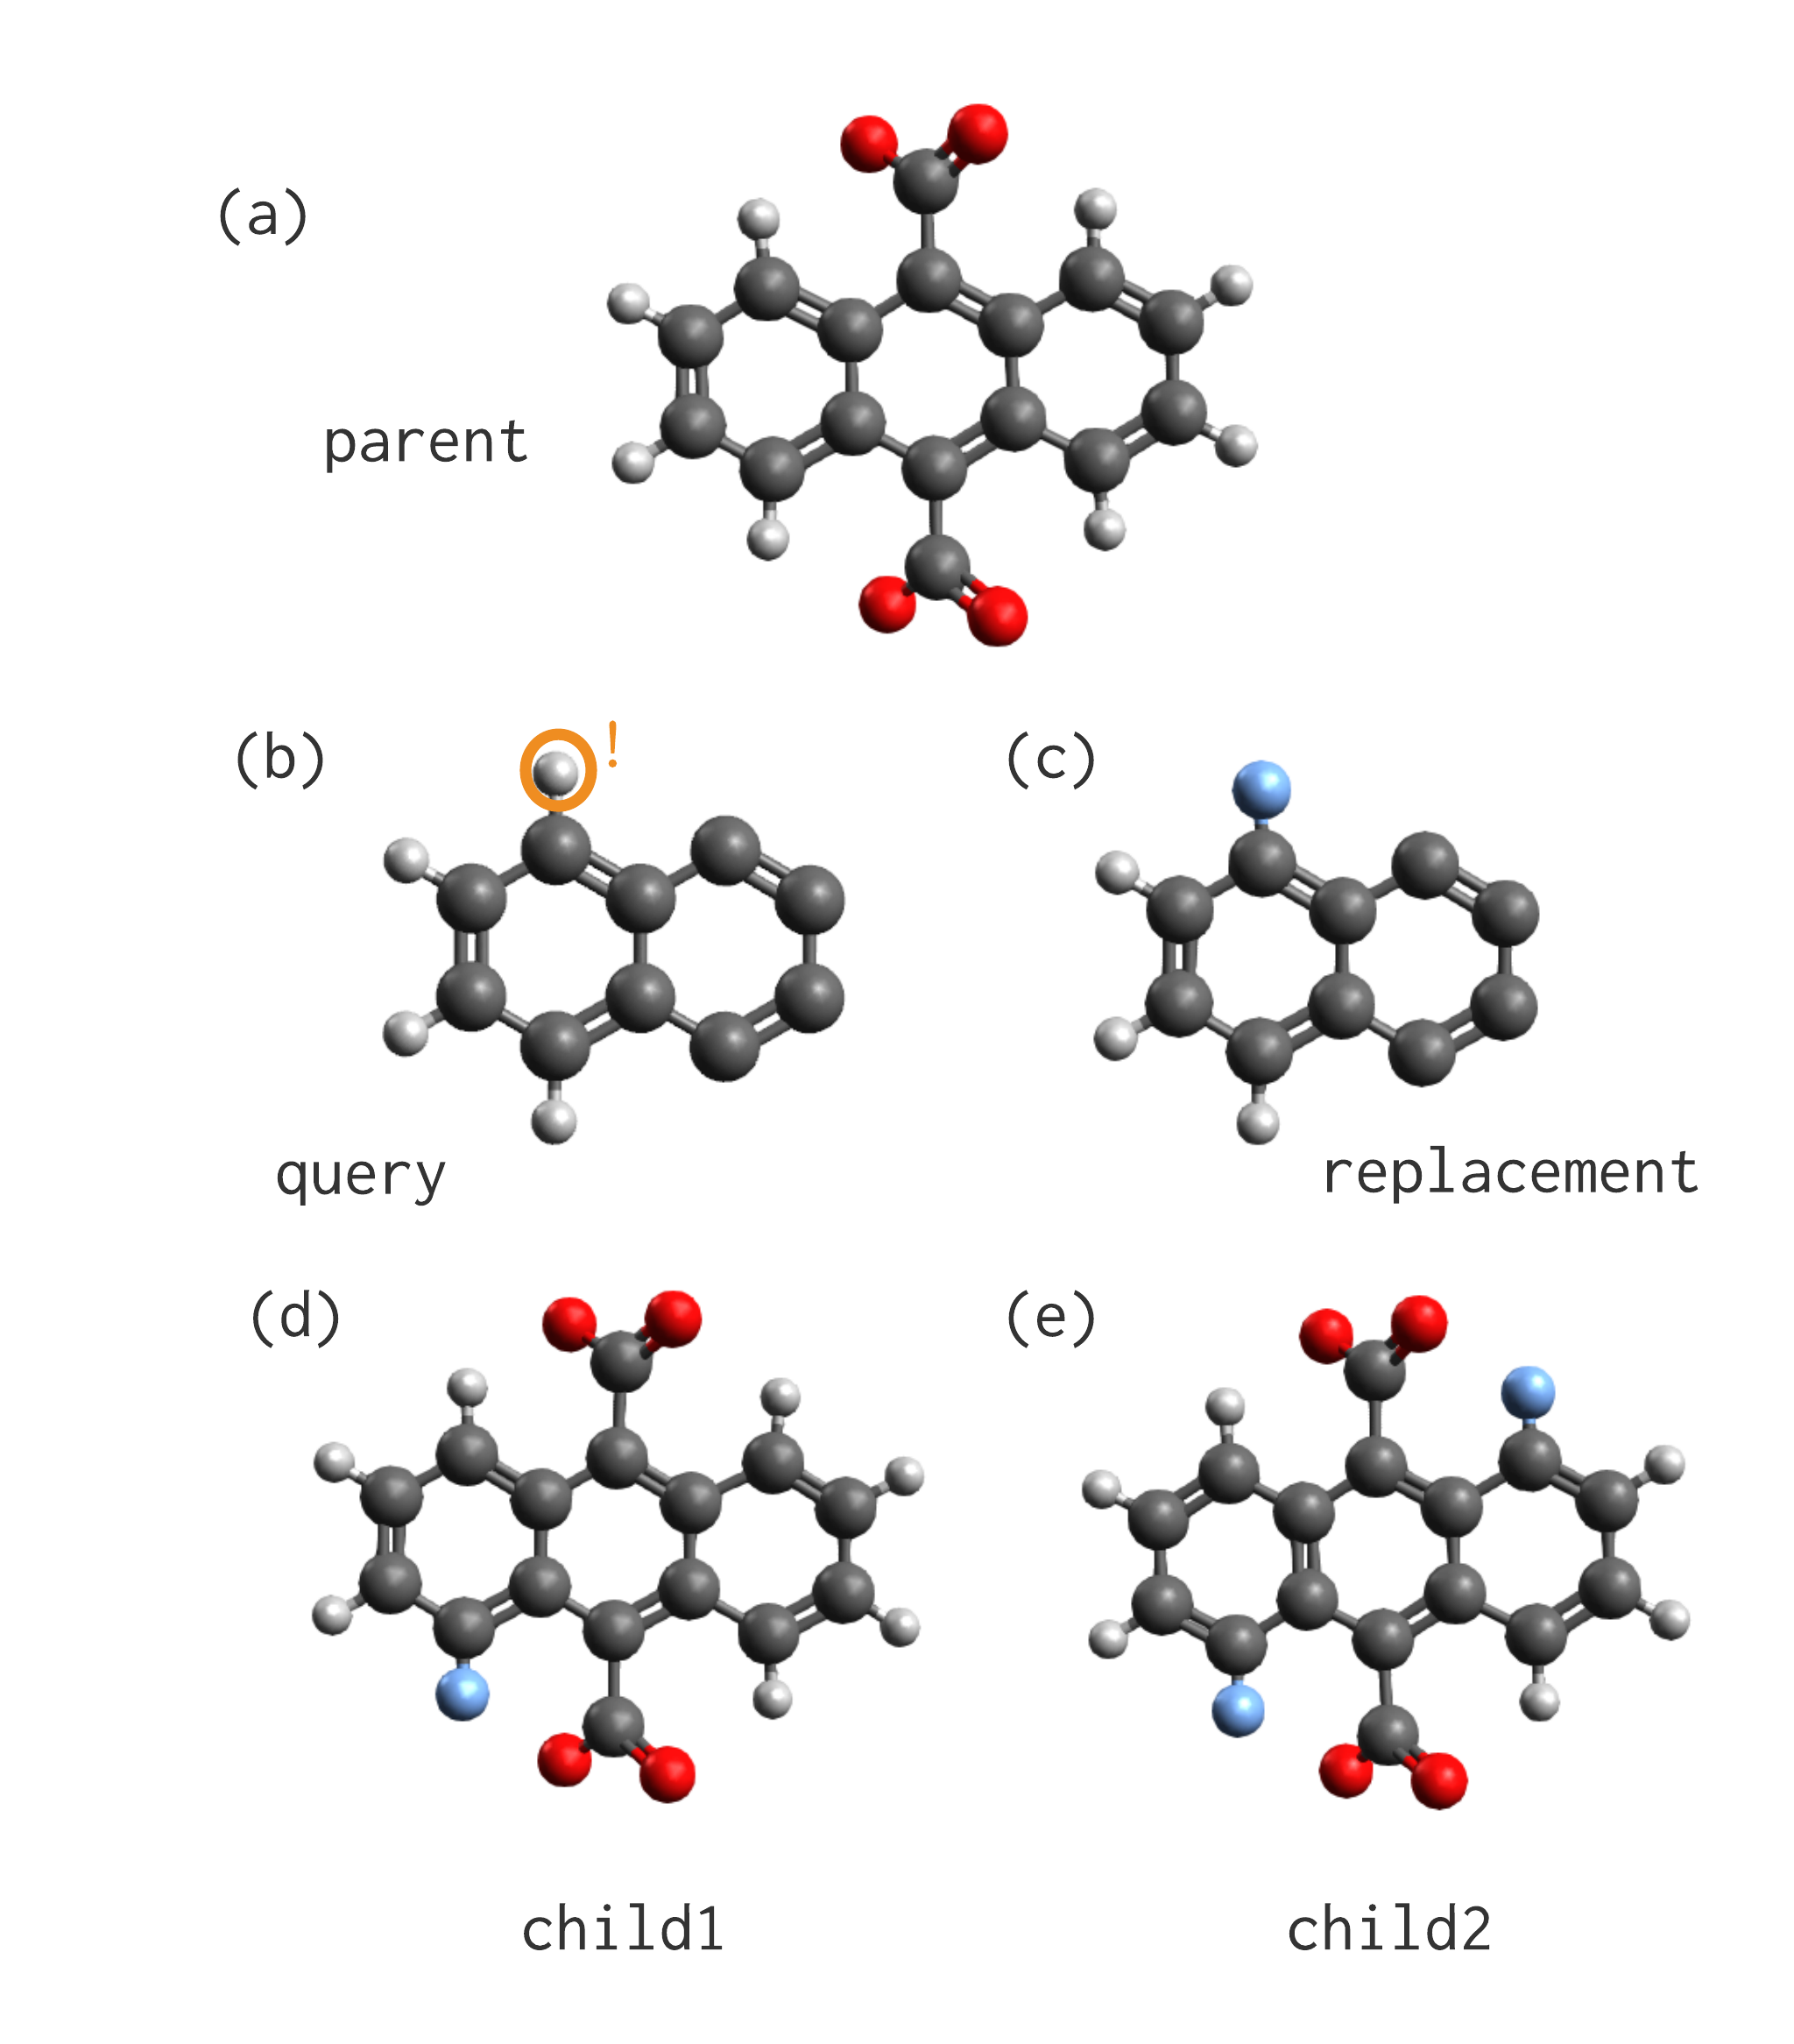 (a)
parent
(b)
!
(c)
query
replacement
(d)
(e)
child1
child2